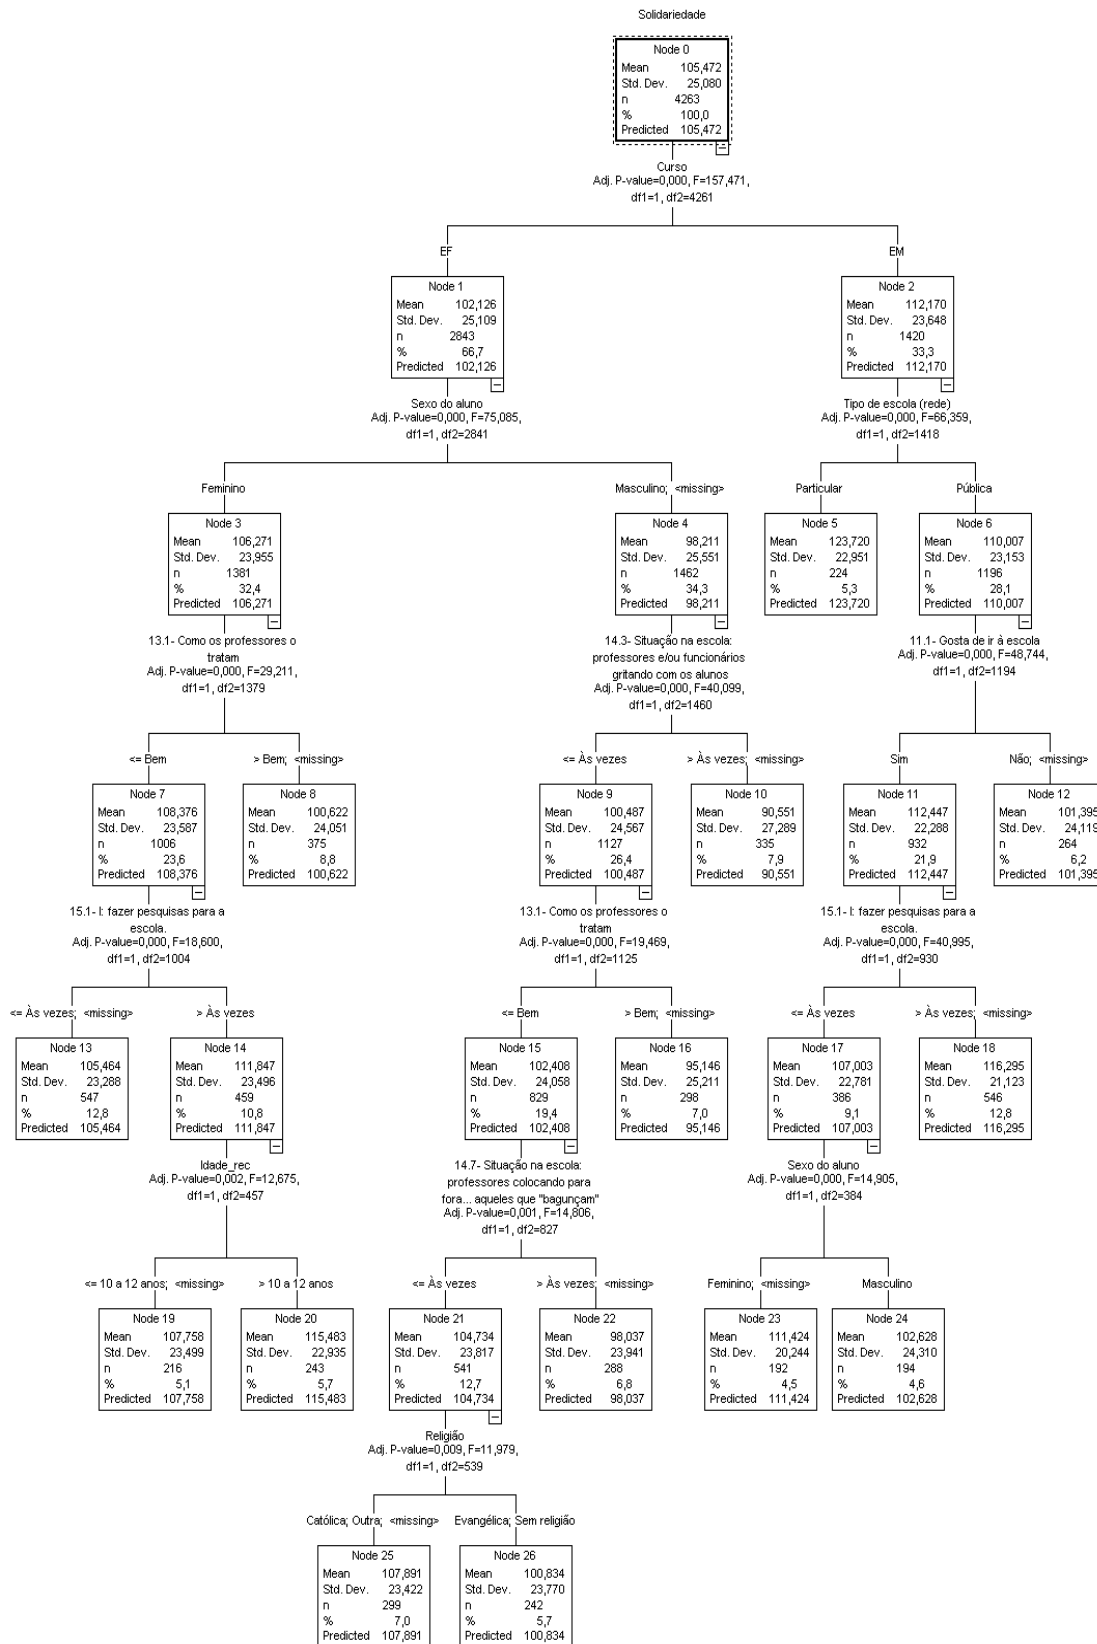 Solidariedade
Node 0
Mean 105,472
Std. Dev. 25,080
n 4263
% 100,0
Predicted 105,472
Curso
Adj. P-value=0,000, F=157,471,
df1=1, df2=4261
EF
EM
Node 1
Mean 102,126
Std. Dev. 25,109
n 2843
% 66,7
Predicted 102,126
Node 2
Mean 112,170
Std. Dev. 23,648
n 1420
% 33,3
Predicted 112,170
Sexo do aluno
Adj. P-value=0,000, F=75,085,
df1=1, df2=2841
Tipo de escola (rede)
Adj. P-value=0,000, F=66,359,
df1=1, df2=1418
Feminino
Masculino; <missing>
Particular
Pública
Node 3
Mean 106,271
Std. Dev. 23,955
n 1381
% 32,4
Predicted 106,271
Node 4
Mean 98,211
Std. Dev. 25,551
n 1462
% 34,3
Predicted 98,211
Node 5
Mean 123,720
Std. Dev. 22,951
n 224
% 5,3
Predicted 123,720
Node 6
Mean 110,007
Std. Dev. 23,153
n 1196
% 28,1
Predicted 110,007
13.1- Como os professores o
tratam
Adj. P-value=0,000, F=29,211,
df1=1, df2=1379
14.3- Situação na escola:
professores e/ou funcionários
gritando com os alunos
Adj. P-value=0,000, F=40,099,
df1=1, df2=1460
11.1- Gosta de ir à escola
Adj. P-value=0,000, F=48,744,
df1=1, df2=1194
<= Bem
> Bem; <missing>
<= Às vezes
> Às vezes; <missing>
Sim
Não; <missing>
Node 7
Mean 108,376
Std. Dev. 23,587
n 1006
% 23,6
Predicted 108,376
Node 8
Mean 100,622
Std. Dev. 24,051
n 375
% 8,8
Predicted 100,622
Node 9
Mean 100,487
Std. Dev. 24,567
n 1127
% 26,4
Predicted 100,487
Node 10
Mean 90,551
Std. Dev. 27,289
n 335
% 7,9
Predicted 90,551
Node 11
Mean 112,447
Std. Dev. 22,288
n 932
% 21,9
Predicted 112,447
Node 12
Mean 101,395
Std. Dev. 24,119
n 264
% 6,2
Predicted 101,395
15.1- I: fazer pesquisas para a
escola.
Adj. P-value=0,000, F=18,600,
df1=1, df2=1004
13.1- Como os professores o
tratam
Adj. P-value=0,000, F=19,469,
df1=1, df2=1125
15.1- I: fazer pesquisas para a
escola.
Adj. P-value=0,000, F=40,995,
df1=1, df2=930
<= Às vezes; <missing>
> Às vezes
<= Bem
> Bem; <missing>
<= Às vezes
> Às vezes; <missing>
Node 13
Mean 105,464
Std. Dev. 23,288
n 547
% 12,8
Predicted 105,464
Node 14
Mean 111,847
Std. Dev. 23,496
n 459
% 10,8
Predicted 111,847
Node 15
Mean 102,408
Std. Dev. 24,058
n 829
% 19,4
Predicted 102,408
Node 16
Mean 95,146
Std. Dev. 25,211
n 298
% 7,0
Predicted 95,146
Node 17
Mean 107,003
Std. Dev. 22,781
n 386
% 9,1
Predicted 107,003
Node 18
Mean 116,295
Std. Dev. 21,123
n 546
% 12,8
Predicted 116,295
Idade_rec
Adj. P-value=0,002, F=12,675,
df1=1, df2=457
14.7- Situação na escola:
professores colocando para
fora... aqueles que "bagunçam"
Adj. P-value=0,001, F=14,806,
df1=1, df2=827
Sexo do aluno
Adj. P-value=0,000, F=14,905,
df1=1, df2=384
<= 10 a 12 anos; <missing>
> 10 a 12 anos
<= Às vezes
> Às vezes; <missing>
Feminino; <missing>
Masculino
Node 19
Mean 107,758
Std. Dev. 23,499
n 216
% 5,1
Predicted 107,758
Node 20
Mean 115,483
Std. Dev. 22,935
n 243
% 5,7
Predicted 115,483
Node 21
Mean 104,734
Std. Dev. 23,817
n 541
% 12,7
Predicted 104,734
Node 22
Mean 98,037
Std. Dev. 23,941
n 288
% 6,8
Predicted 98,037
Node 23
Mean 111,424
Std. Dev. 20,244
n 192
% 4,5
Predicted 111,424
Node 24
Mean 102,628
Std. Dev. 24,310
n 194
% 4,6
Predicted 102,628
Religião
Adj. P-value=0,009, F=11,979,
df1=1, df2=539
Católica; Outra; <missing>
Evangélica; Sem religião
Node 25
Mean 107,891
Std. Dev. 23,422
n 299
% 7,0
Predicted 107,891
Node 26
Mean 100,834
Std. Dev. 23,770
n 242
% 5,7
Predicted 100,834